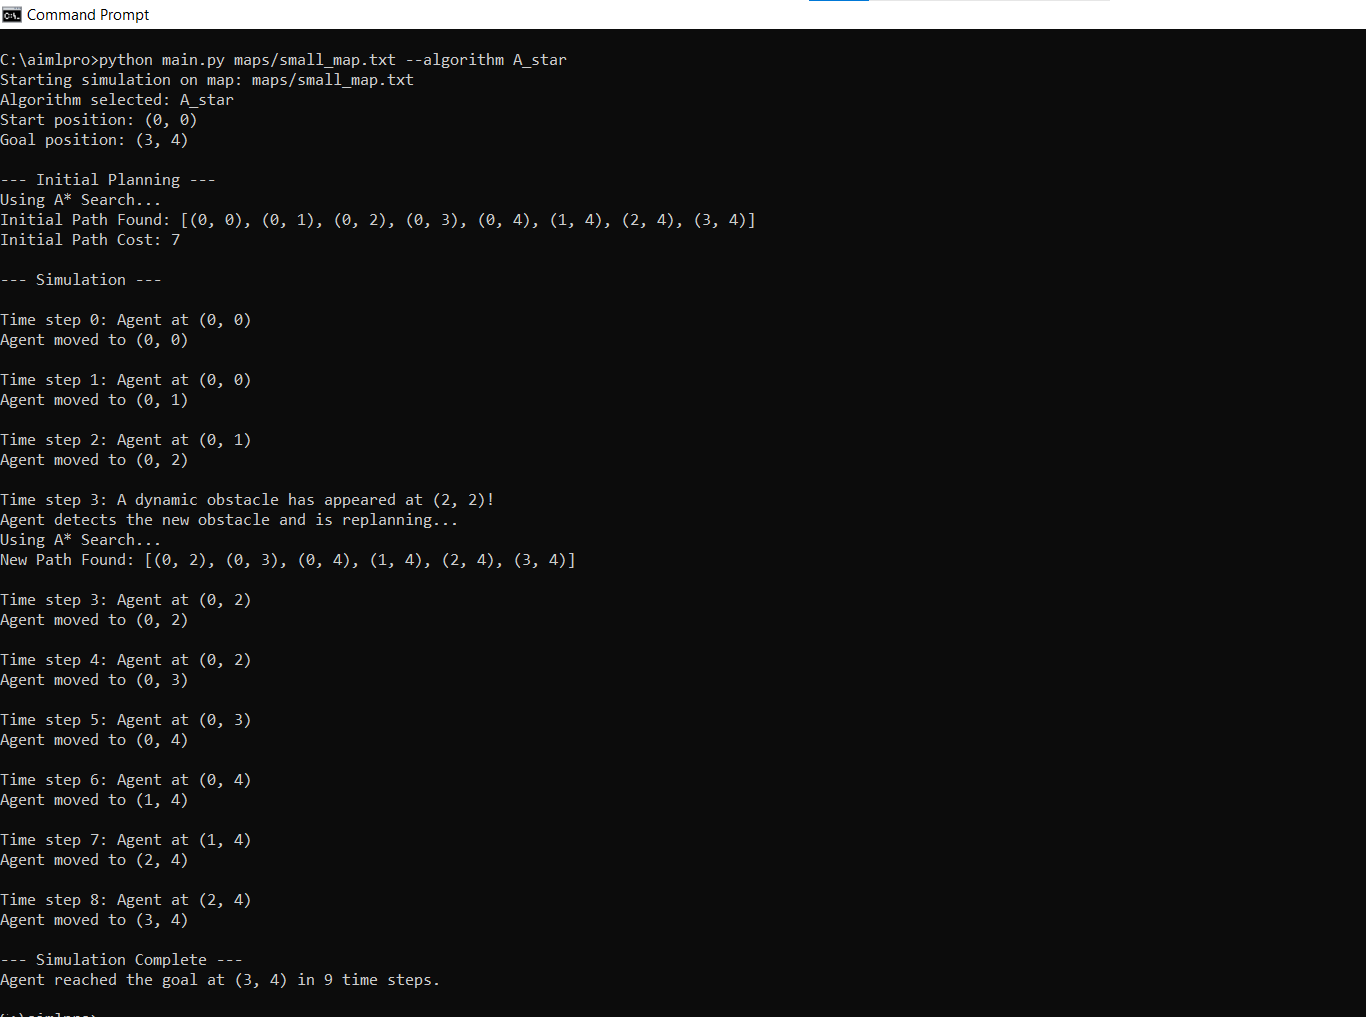 Command Prompt
C:\aimlpro>python main.py maps/small_map.txt --algorithm A_star
Starting simulation on map: maps/small_map.txt
Algorithm selected: A_star
Start position: (0, 0)
Goal position: (3, 4)
--- Initial Planning ---
Using A* Search...
Initial Path Found: [(0, 0), (0, 1), (0, 2), (0, 3), (0, 4), (1, 4), (2, 4), (3, 4)]
Initial Path Cost: 7
--- Simulation ---
Time step 0: Agent at (0, 0)
Agent moved to (0, 0)
Time step 1: Agent at (0, 0)
Agent moved to (0, 1)
Time step 2: Agent at (0, 1)
Agent moved to (0, 2)
Time step 3: A dynamic obstacle has appeared at (2, 2)!
Agent detects the new obstacle and is replanning...
Using A* Search...
New Path Found: [(0, 2), (0, 3), (0, 4), (1, 4), (2, 4), (3, 4)]
Time step 3: Agent at (0, 2)
Agent moved to (0, 2)
Time step 4: Agent at (0, 2)
Agent moved to (0, 3)
Time step 5: Agent at (0, 3)
Agent moved to (0, 4)
Time step 6: Agent at (0, 4)
Agent moved to (1, 4)
Time step 7: Agent at (1, 4)
Agent moved to (2, 4)
Time step 8: Agent at (2, 4)
Agent moved to (3, 4)
--- Simulation Complete ---
Agent reached the goal at (3, 4) in 9 time steps.